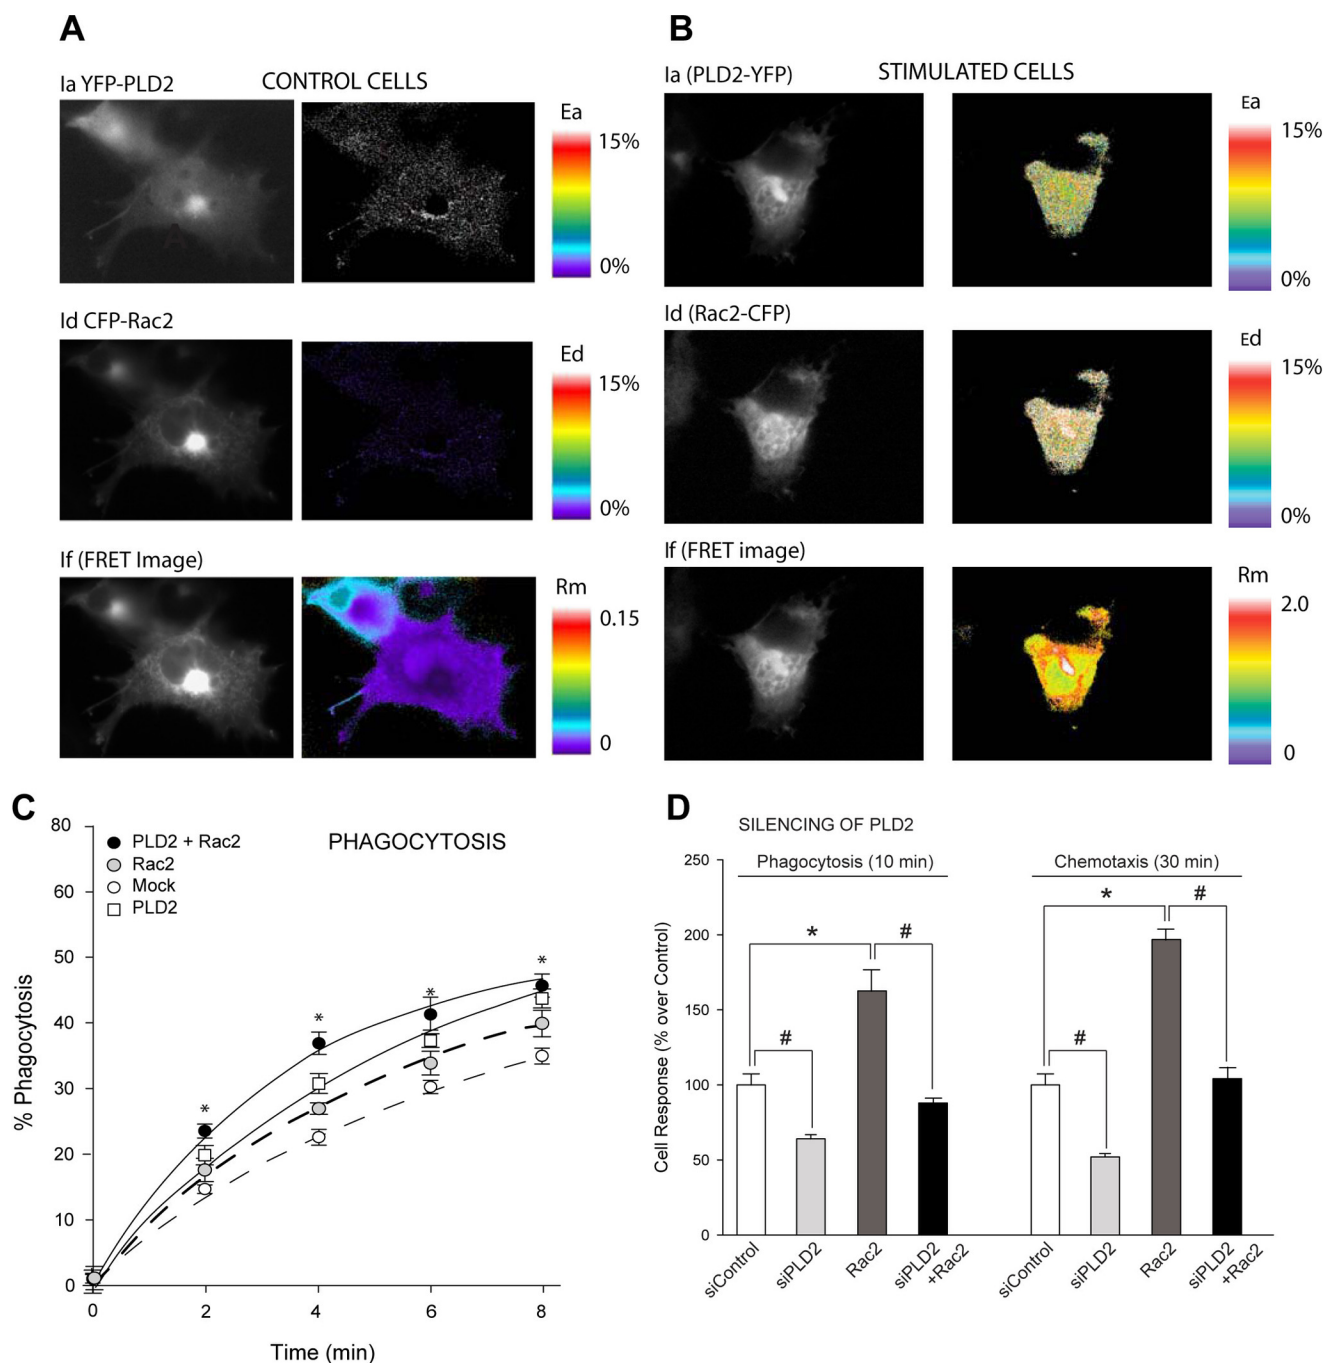 A
Ia YFP-PLD2
CONTROL CELLS
Ea
15%
0%
Id CFP-Rac2
Ed
15%
0%
If (FRET Image)
Rm
0.15
0
B
Ia (PLD2-YFP)
STIMULATED CELLS
Ea
15%
0%
Id (Rac2-CFP)
Ed
15%
0%
If (FRET image)
Rm
2.0
0
C
PHAGOCYTOSIS
PLD2 + Rac2
Rac2
Mock
PLD2
% Phagocytosis
80
60
50
40
30
20
10
0
*
*
*
*
0 2 4 6 8
Time (min)
D
SILENCING OF PLD2
Phagocytosis (10 min)
Chemotaxis (30 min)
Cell Response (% over Control)
250
200
150
100
50
0
* #
#
* #
#
siControl
siPLD2
Rac2
siPLD2
+Rac2
siControl
siPLD2
Rac2
siPLD2
+Rac2